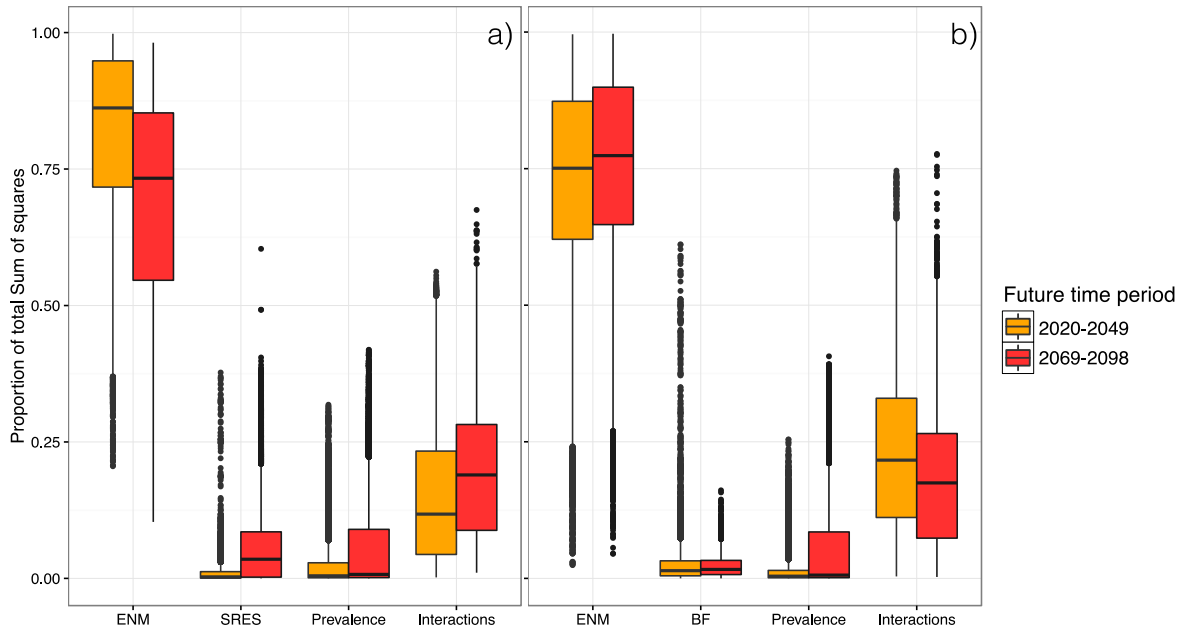 a)
b)
1.00
0.75
0.50
0.25
0.00
Proportion of total Sum of squares
ENM SRES Prevalence Interactions
ENM BF Prevalence Interactions
Future time period
2020-2049
2069-2098